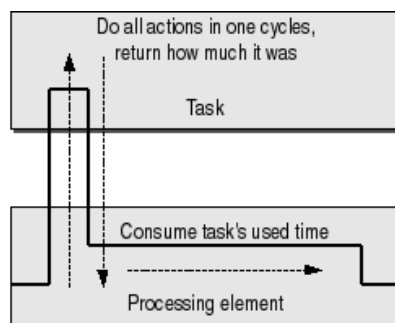 Do all actions in one cycles,
return how much it was
Task
Consume task's used time
Processing element